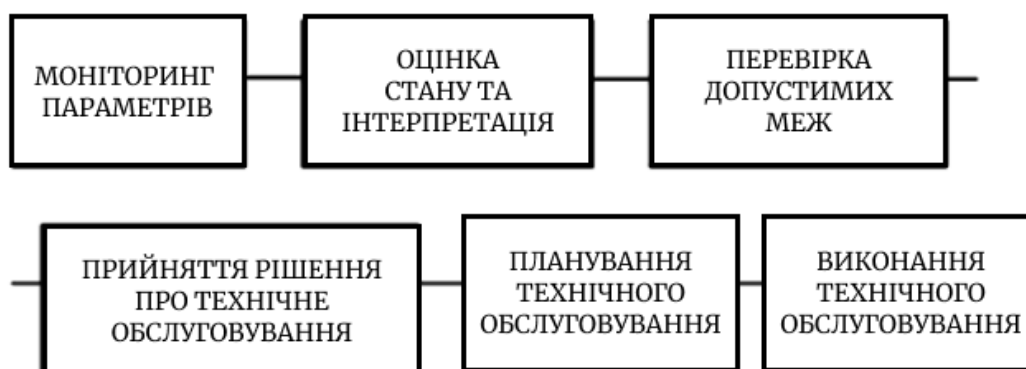 МОНІТОРИНГ
ПАРАМЕТРІВ
ОЦІНКА
СТАНУ ТА
ІНТЕРПРЕТАЦІЯ
ПЕРЕВІРКА
ДОПУСТИМИХ
МЕЖ
ПРИЙНЯТТЯ РІШЕННЯ
ПРО ТЕХНІЧНЕ
ОБСЛУГОВУВАННЯ
ПЛАНУВАННЯ
ТЕХНІЧНОГО
ОБСЛУГОВУВАННЯ
ВИКОНАННЯ
ТЕХНІЧНОГО
ОБСЛУГОВУВАННЯ